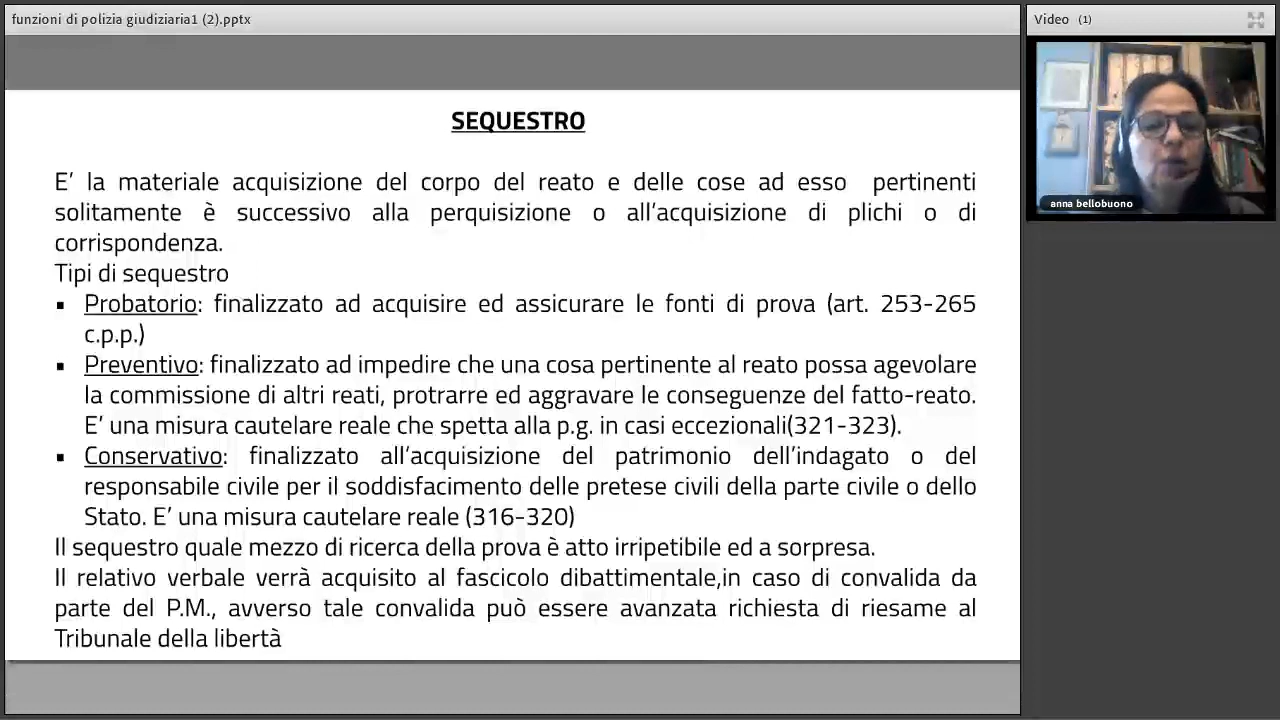 funzioni di polizia giudiziaria1 (2).pptx
Video (1)
anna bellobuono
SEQUESTRO
E’ la materiale acquisizione del corpo del reato e delle cose ad esso pertinenti
solitamente è successivo alla perquisizione o all’acquisizione di plichi o di
corrispondenza.
Tipi di sequestro
▪ Probatorio: finalizzato ad acquisire ed assicurare le fonti di prova (art. 253-265
c.p.p.)
▪ Preventivo: finalizzato ad impedire che una cosa pertinente al reato possa agevolare
la commissione di altri reati, protrarre ed aggravare le conseguenze del fatto-reato.
E’ una misura cautelare reale che spetta alla p.g. in casi eccezionali(321-323).
▪ Conservativo: finalizzato all’acquisizione del patrimonio dell’indagato o del
responsabile civile per il soddisfacimento delle pretese civili della parte civile o dello
Stato. E’ una misura cautelare reale (316-320)
Il sequestro quale mezzo di ricerca della prova è atto irripetibile ed a sorpresa.
Il relativo verbale verrà acquisito al fascicolo dibattimentale,in caso di convalida da
parte del P.M., avverso tale convalida può essere avanzata richiesta di riesame al
Tribunale della libertà